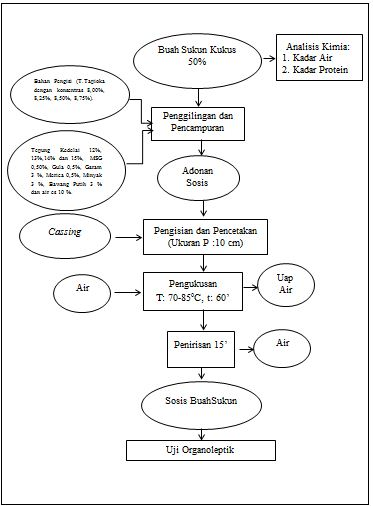 Buah Sukun Kukus
50%
Analisis Kimia:
1. Kadar Air
2. Kadar Protein
Bahan Pengisi (T.Tapioka
dengan konsentrasi 8,00%,
8,25%, 8,50%, 8,75%).
Penggilingan dan
Pencampuran
Tepung Kedelai 12%,
13%,14% dan 15%, MSG
0,50%, Gula 0,5%, Garam
3 %, Merica 0,5%, Minyak
3 %, Bawang Putih 3 %
dan air es 10 %.
Adonan
Sosis
Cassing
Pengisian dan Pencetakan
(Ukuran P :10 cm)
Air
Pengukusan
T: 70-85⁰C, t: 60’
Uap
Air
Penirisan 15’
Air
Sosis BuahSukun
Uji Organoleptik